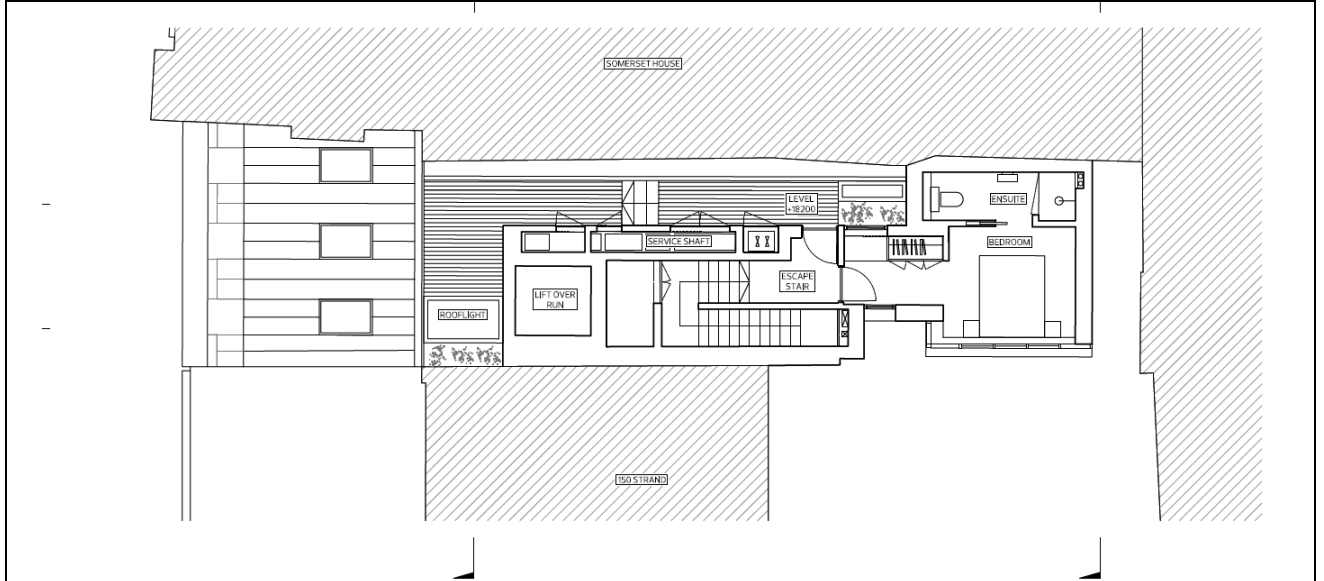 SOMERSET HOUSE
LEVEL
+18200
ENSUITE
SERVICE SHAFT
BEDROOM
ESCAPE
STAIR
LIFT OVER
RUN
ROOFLIGHT
150 STRAND